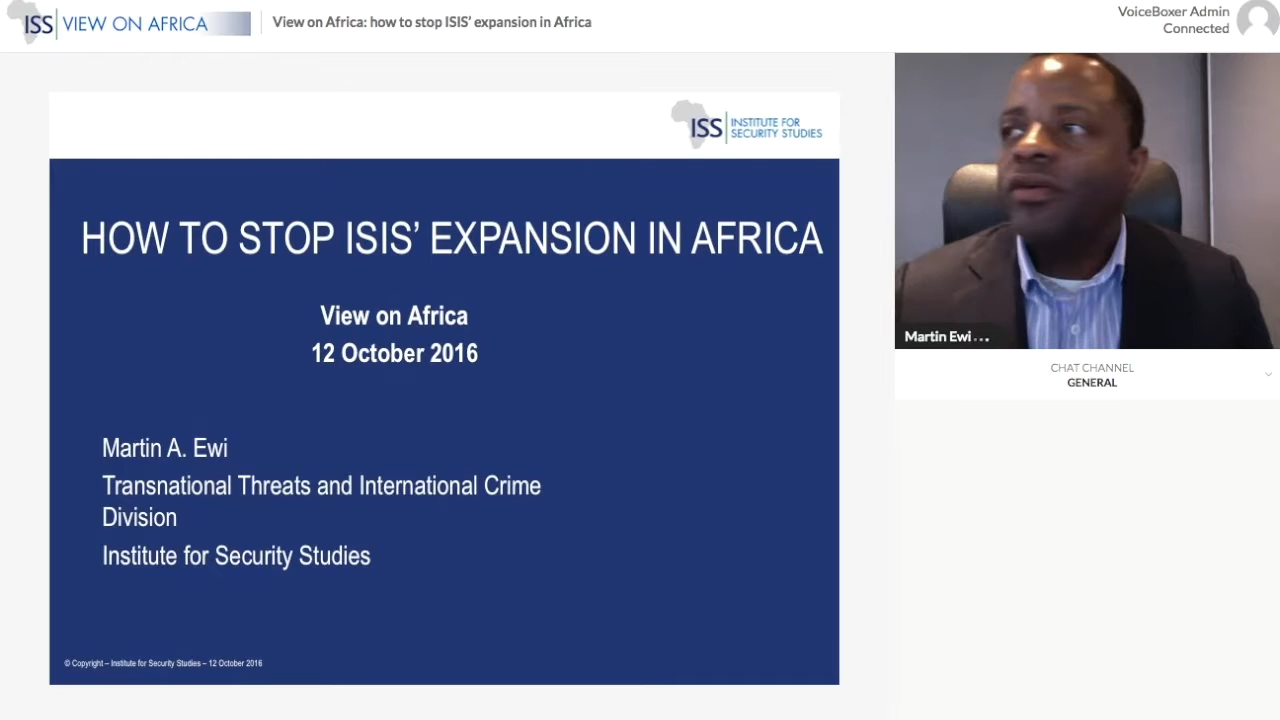 ISS VIEW ON AFRICA
View on Africa: how to stop ISIS' expansion in Africa
VoiceBoxer Admin
Connected
ISS INSTITUTE FOR
SECURITY STUDIES
HOW TO STOP ISIS' EXPANSION IN AFRICA
View on Africa
12 October 2016
Martin A. Ewi
Transnational Threats and International Crime
Division
Institute for Security Studies
© Copyright – Institute for Security Studies – 12 October 2016
Martin Ewi...
CHAT CHANNEL
GENERAL